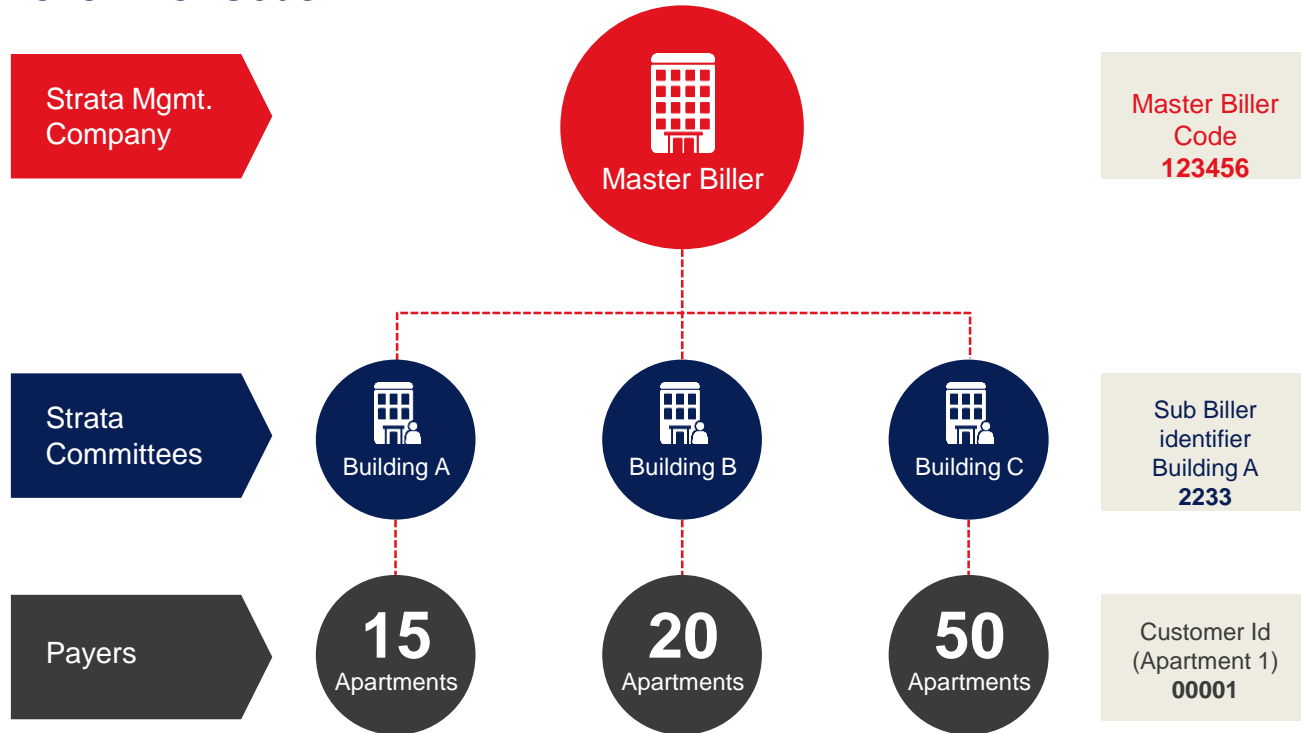 Strata Mgmt.
Company
Master Biller
Master Biller
Code
123456
Strata
Committees
Building A
Building B
Building C
Sub Biller
identifier
Building A
2233
Payers
15
Apartments
20
Apartments
50
Apartments
Customer Id
(Apartment 1)
00001